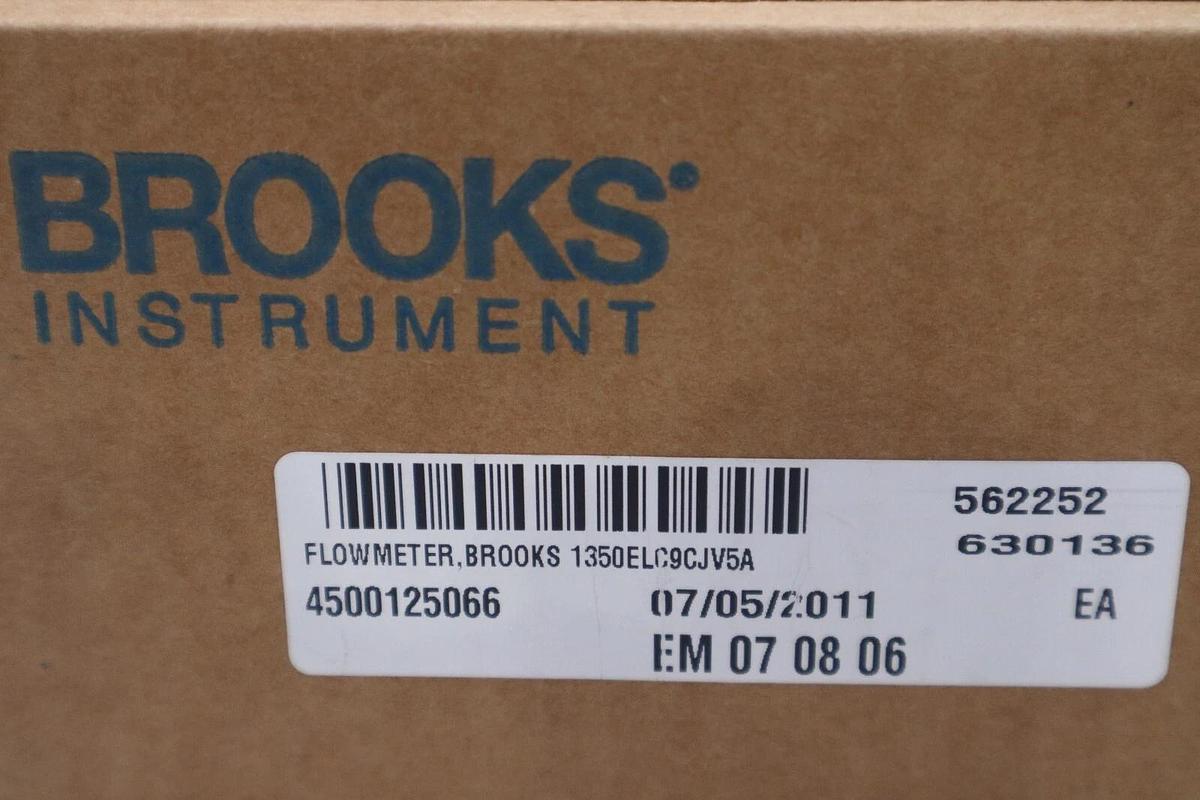 BROOKS
INSTRUMENT
562252
630136
FLOWMETER,BROOKS 1350ELC9CJV5A
4500125066 07/05/2011 EA
EM 07 08 06